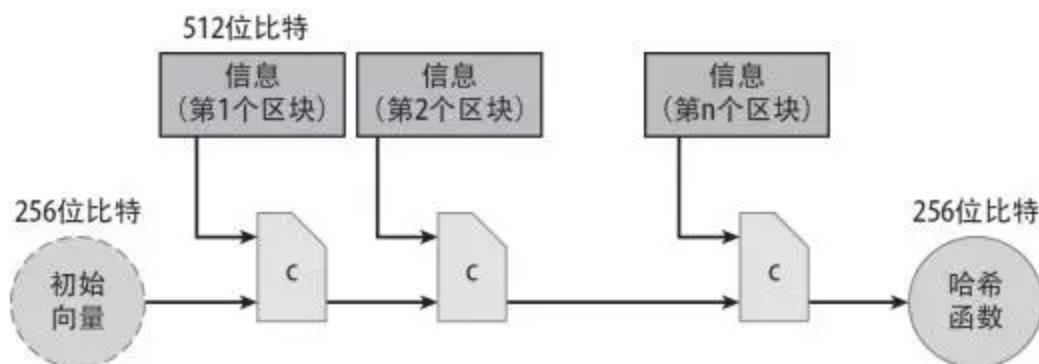 512位比特
信息
（第1个区块）
信息
（第2个区块）
信息
（第n个区块）
256位比特
256位比特
初始
向量
C
C
C
哈希
函数